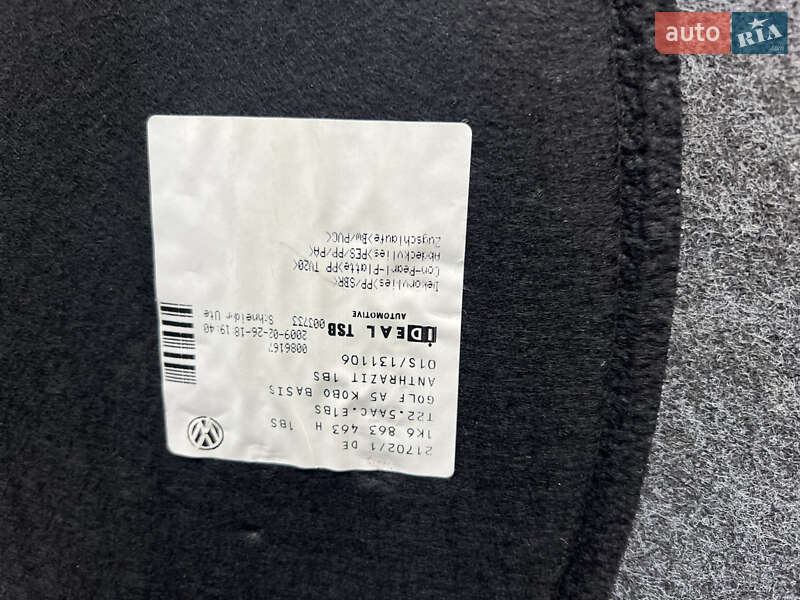 auto RIA
21702/1 DE
1K6 863 463 H 1BS
T22.5AAC.E1BS
GOLF A5 KOBO BASIS
ANTHRAZIT 1BS
01S/131106
0086167
2009-02-26-18:19:40
003733 Schneider Ute
IDEAL TSB
AUTOMOTIVE
Dekorvlies>PP/SBR<
Con-Pearl-Platte>PP TV20<
Abdeckvlies>PES/PP/PA<
Zugschlaufe>BW/PVC<